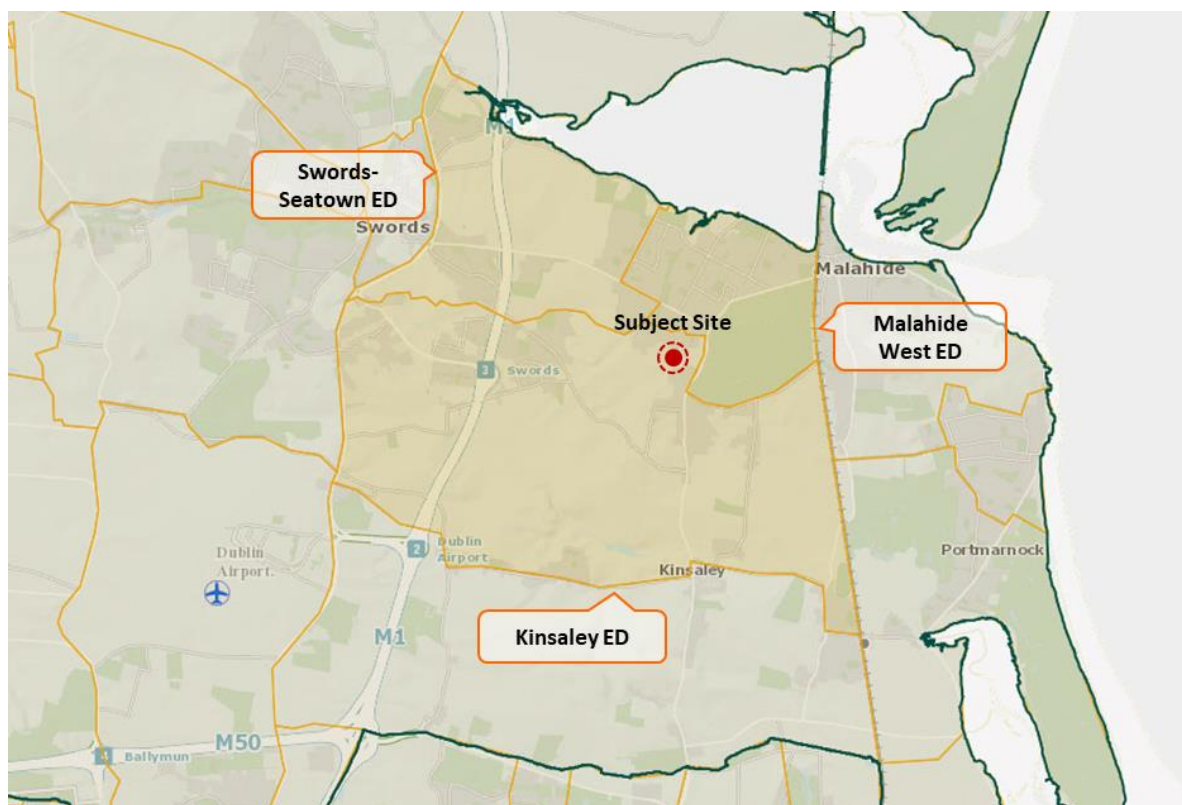 M1
Swords-
Seatown ED
Swords
Malahide
Subject Site
Malahide
West ED
3
Swords
2
Dublin
Airport
Dublin
Airport.
Kinsaley
Portmarnock
Kinsaley ED
M1
M50
Ballymun